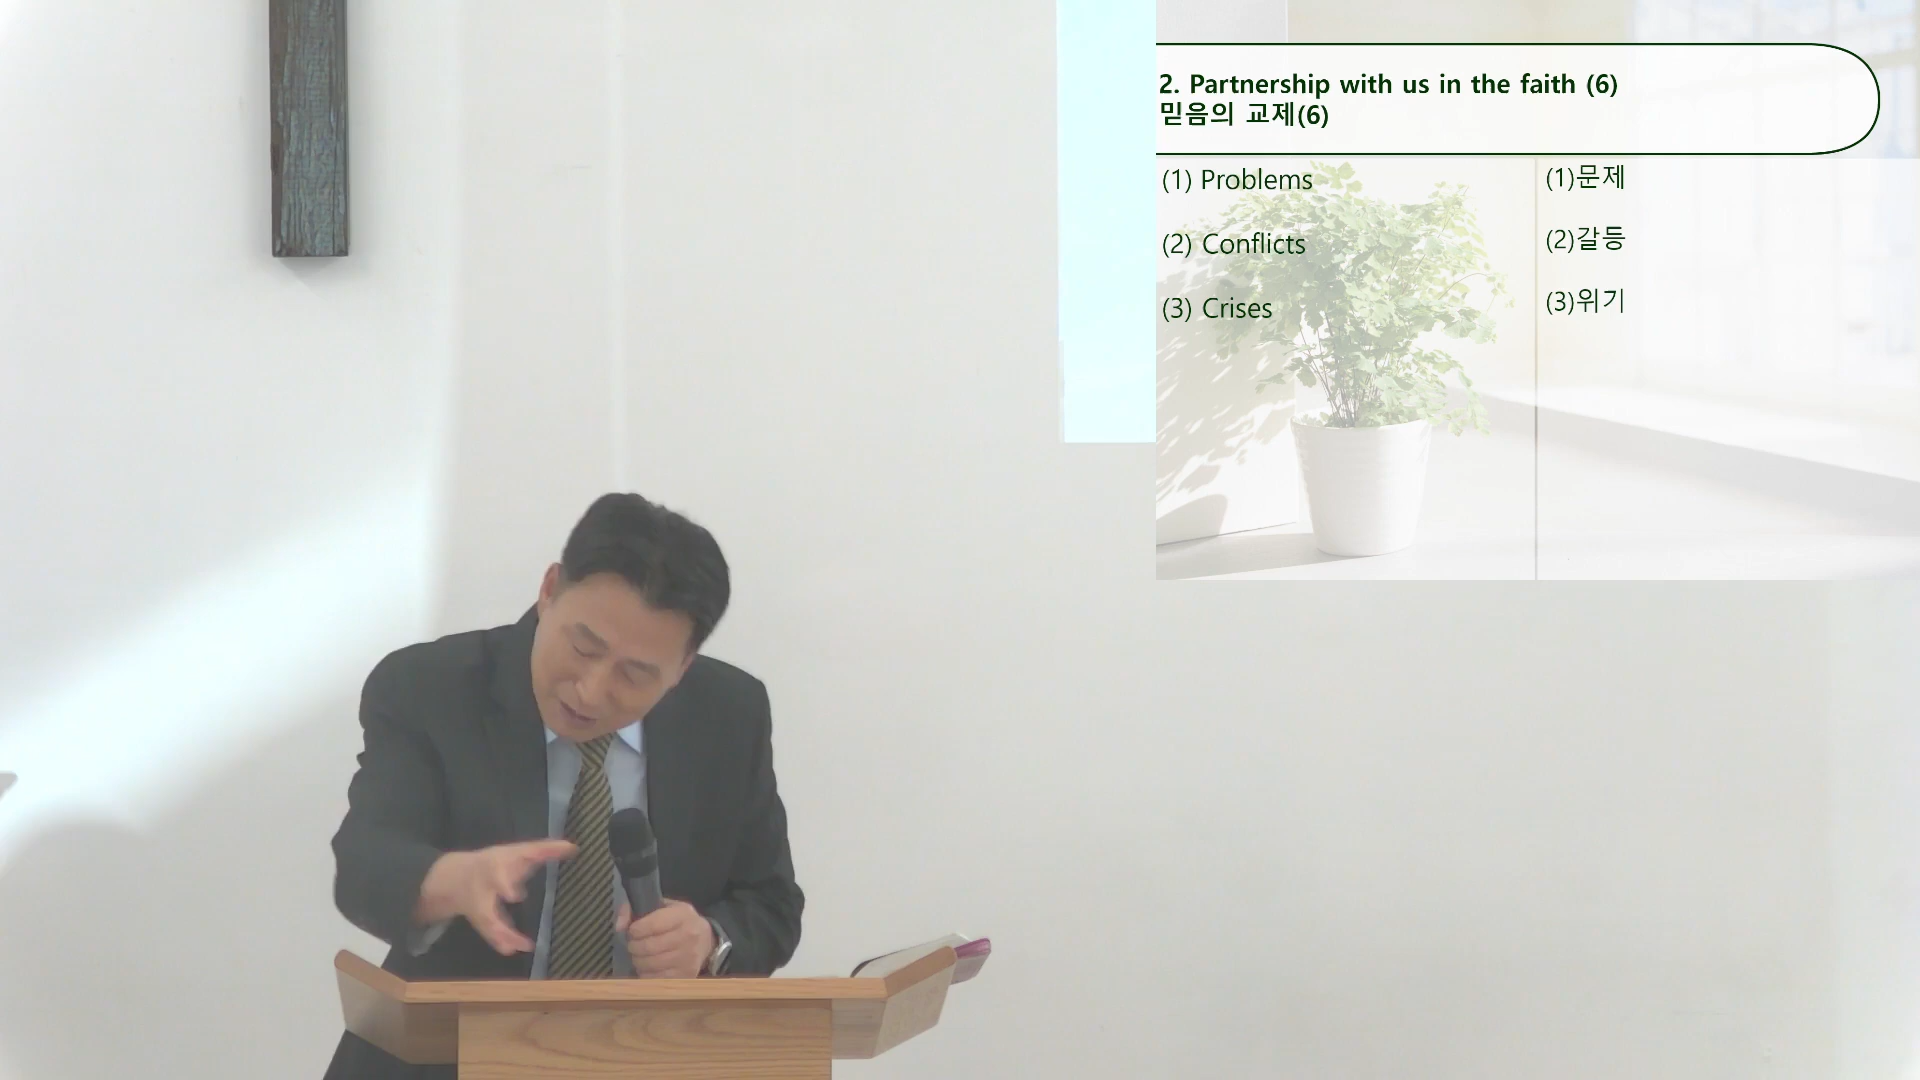 2. Partnership with us in the faith (6)
믿음의 교제(6)
(1) Problems
(2) Conflicts
(3) Crises
(1)문제
(2)갈등
(3)위기